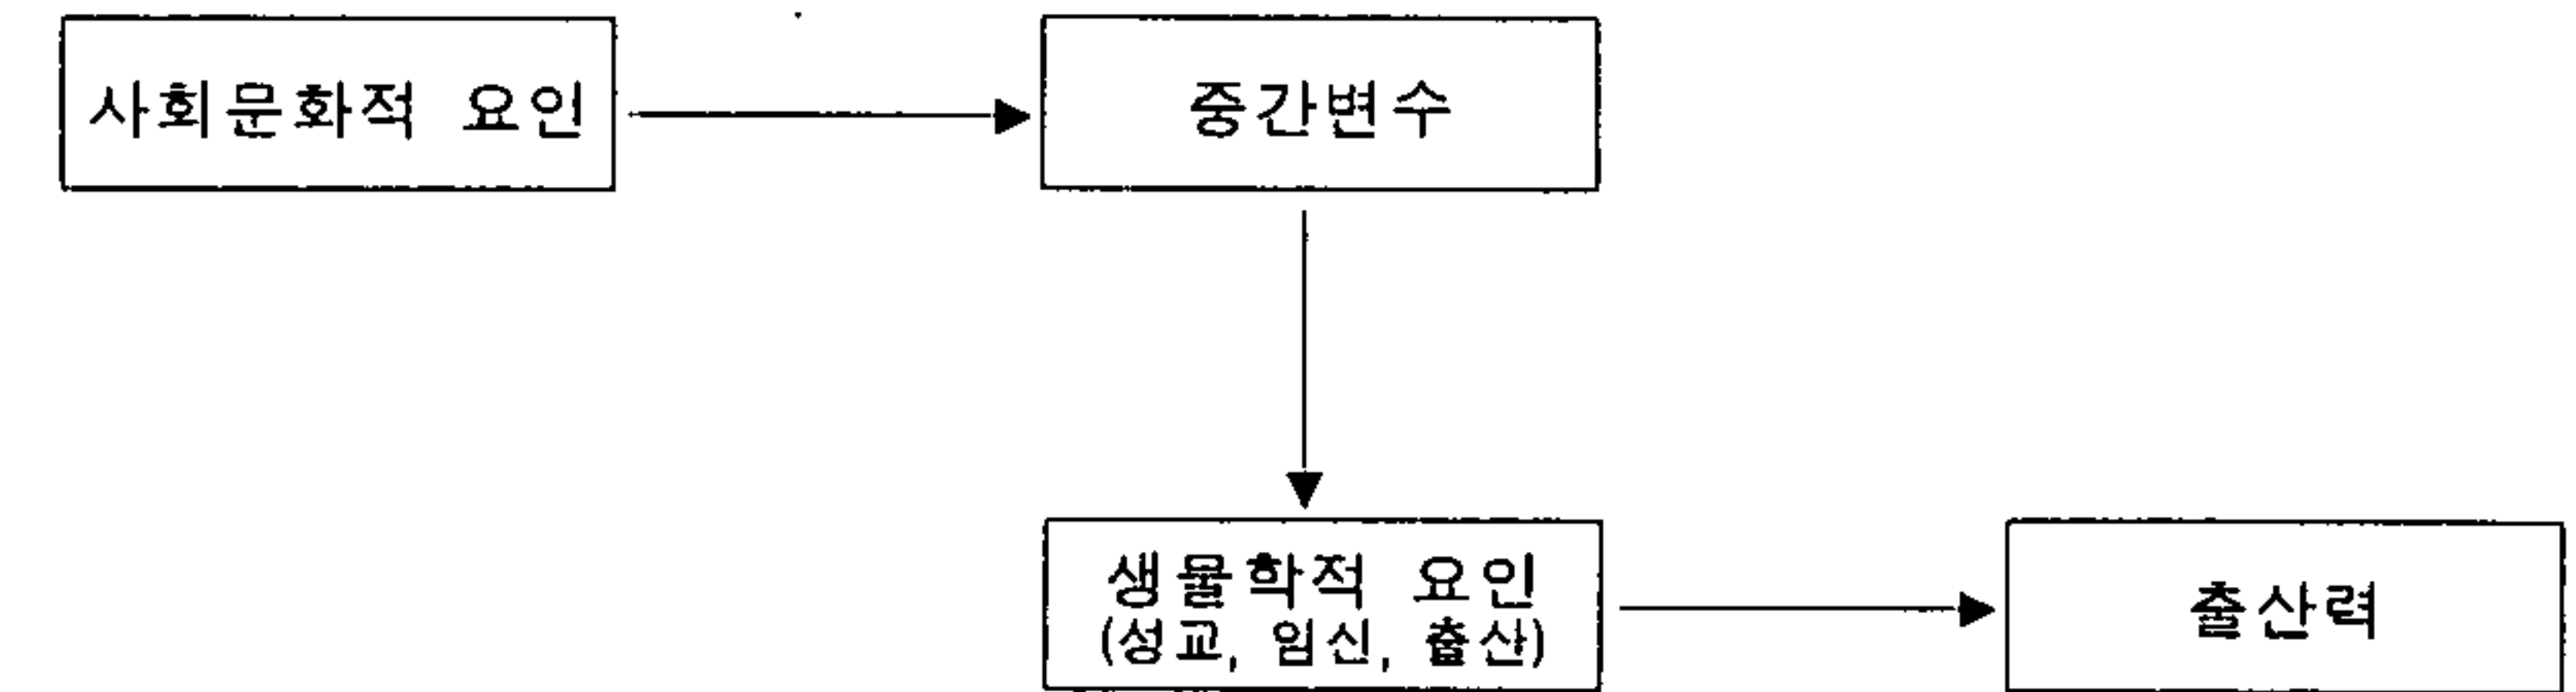 사회문화적 요인
중간변수
생물학적 요인
(성교, 임신, 출산)
출산력